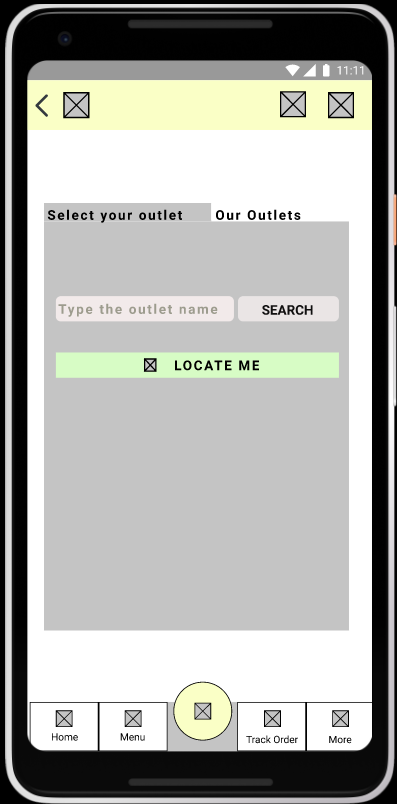 11:11
Select your outlet Our Outlets
Type the outlet name SEARCH
LOCATE ME
Home Menu Track Order More